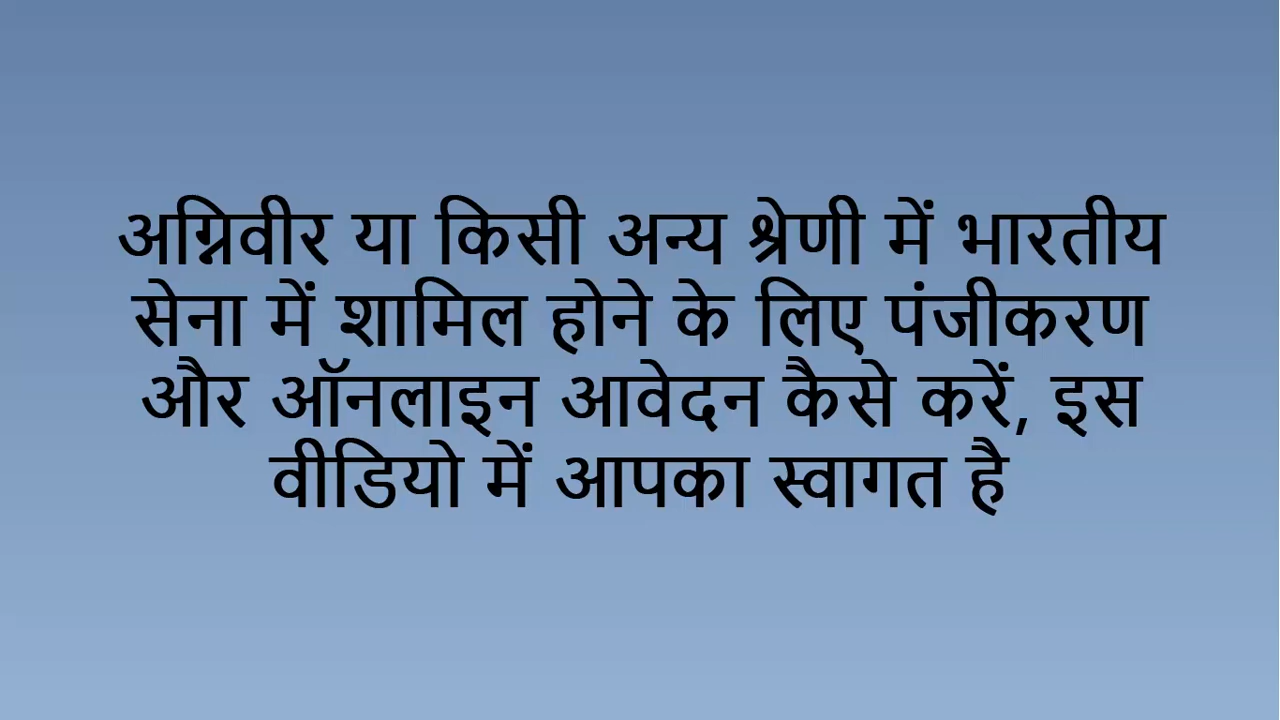 अग्निवीर या किसी अन्य श्रेणी में भारतीय
सेना में शामिल होने के लिए पंजीकरण
और ऑनलाइन आवेदन कैसे करें, इस
वीडियो में आपका स्वागत है